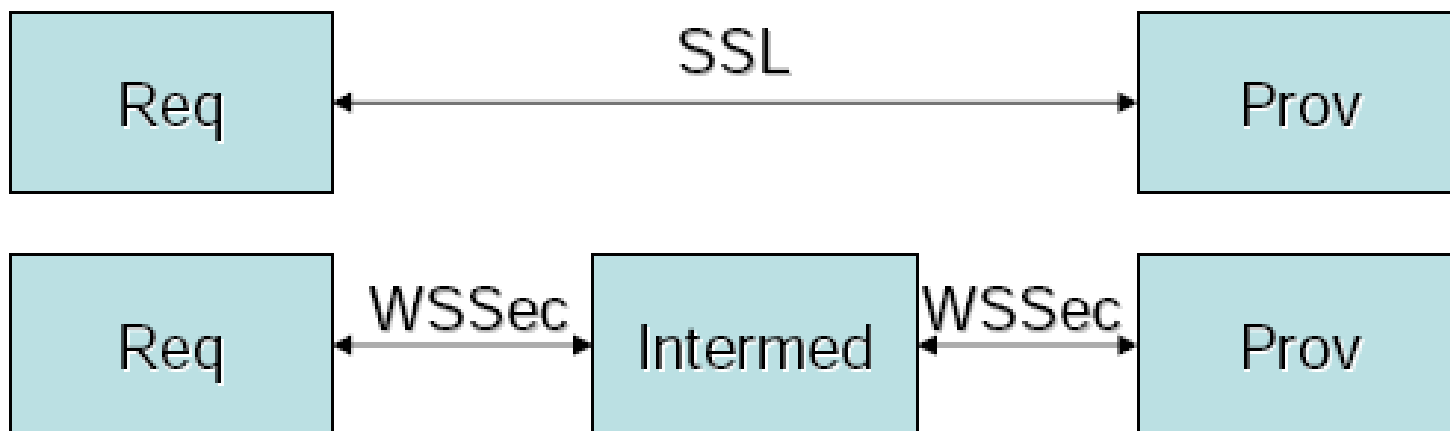 SSL
Req
Prov
WSSec
WSSec
Req
Intermed
Prov